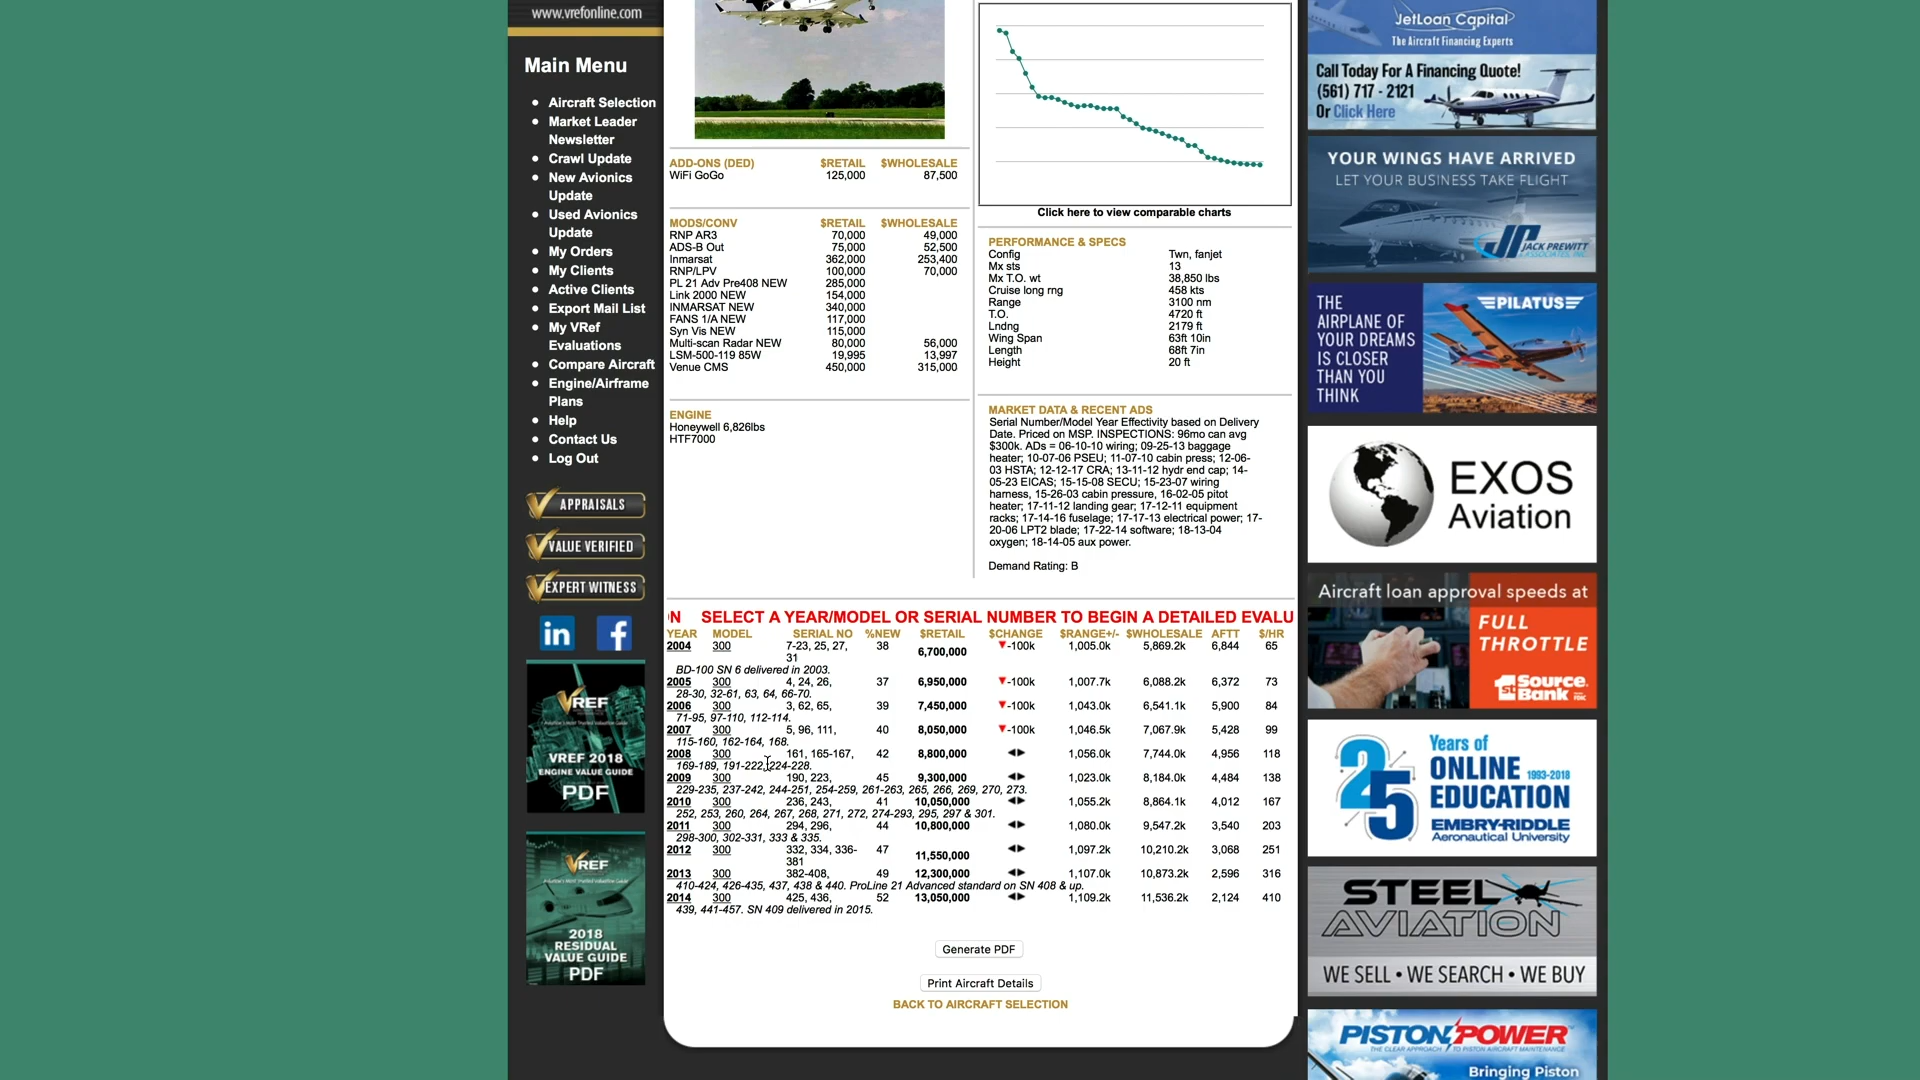 www.vrefonline.com
Main Menu
Aircraft Selection
Market Leader
Newsletter
Crawl Update
New Avionics
Update
Used Avionics
Update
My Orders
My Clients
Active Clients
Export Mail List
My VRef
Evaluations
Compare Aircraft
Engine/Airframe
Plans
Help
Contact Us
Log Out
APPRAISALS
VALUE VERIFIED
EXPERT WITNESS
in f
VREF
VREF 2018
ENGINE VALUE GUIDE
PDF
VREF
2018
RESIDUAL
VALUE GUIDE
PDF
ADD-ONS (DED) $RETAIL $WHOLESALE
WiFi GoGo 125,000 87,500
MODS/CONV $RETAIL $WHOLESALE
RNP AR3 70,000 49,000
ADS-B Out 75,000 52,500
Inmarsat 362,000 253,400
RNP/LPV 100,000 70,000
PL 21 Adv Pre408 NEW 285,000
Link 2000 NEW 154,000
INMARSAT NEW 340,000
FANS 1/A NEW 117,000
Syn Vis NEW 115,000
Multi-scan Radar NEW 80,000 56,000
LSM-500-119 85W 19,995 13,997
Venue CMS 450,000 315,000
ENGINE
Honeywell 6,826lbs
HTF7000
Click here to view comparable charts
PERFORMANCE & SPECS
Config Twn, fanjet
Mx sts 13
Mx T.O. wt 38,850 lbs
Cruise long rng 458 kts
Range 3100 nm
T.O. 4720 ft
Lndng 2179 ft
Wing Span 63ft 10in
Length 68ft 7in
Height 20 ft
MARKET DATA & RECENT ADS
Serial Number/Model Year Effectivity based on Delivery
Date. Priced on MSP. INSPECTIONS: 96mo can avg
$300k. ADs = 06-10-10 wiring; 09-25-13 baggage
heater; 10-07-06 PSEU; 11-07-10 cabin press; 12-06-
03 HSTA; 12-12-17 CRA; 13-11-12 hydr end cap; 14-
05-23 EICAS; 15-15-08 SECU; 15-23-07 wiring
harness, 15-26-03 cabin pressure, 16-02-05 pitot
heater; 17-11-12 landing gear; 17-12-11 equipment
racks; 17-14-16 fuselage; 17-17-13 electrical power; 17-
20-06 LPT2 blade; 17-22-14 software; 18-13-04
oxygen; 18-14-05 aux power.
Demand Rating: B
N SELECT A YEAR/MODEL OR SERIAL NUMBER TO BEGIN A DETAILED EVALU
YEAR MODEL SERIAL NO %NEW $RETAIL $CHANGE $RANGE+/- $WHOLESALE AFTT $/HR
2004 300 7-23, 25, 27, 38 6,700,000 ▼-100k 1,005.0k 5,869.2k 6,844 65
31
BD-100 SN 6 delivered in 2003.
2005 300 4, 24, 26, 37 6,950,000 ▼-100k 1,007.7k 6,088.2k 6,372 73
28-30, 32-61, 63, 64, 66-70.
2006 300 3, 62, 65, 39 7,450,000 ▼-100k 1,043.0k 6,541.1k 5,900 84
71-95, 97-110, 112-114.
2007 300 5, 96, 111, 40 8,050,000 ▼-100k 1,046.5k 7,067.9k 5,428 99
115-160, 162-164, 168.
2008 300 161, 165-167, 42 8,800,000 ◀▶ 1,056.0k 7,744.0k 4,956 118
169-189, 191-222, 224-228.
2009 300 190, 223, 45 9,300,000 ◀▶ 1,023.0k 8,184.0k 4,484 138
229-235, 237-242, 244-251, 254-259, 261-263, 265, 266, 269, 270, 273.
2010 300 236, 243, 41 10,050,000 ◀▶ 1,055.2k 8,864.1k 4,012 167
252, 253, 260, 264, 267, 268, 271, 272, 274-293, 295, 297 & 301.
2011 300 294, 296, 44 10,800,000 ◀▶ 1,080.0k 9,547.2k 3,540 203
298-300, 302-331, 333 & 335.
2012 300 332, 334, 336- 47 11,550,000 ◀▶ 1,097.2k 10,210.2k 3,068 251
381
2013 300 382-408, 49 12,300,000 ◀▶ 1,107.0k 10,873.2k 2,596 316
410-424, 426-435, 437, 438 & 440. ProLine 21 Advanced standard on SN 408 & up.
2014 300 425, 436, 52 13,050,000 ◀▶ 1,109.2k 11,536.2k 2,124 410
439, 441-457. SN 409 delivered in 2015.
Generate PDF
Print Aircraft Details
BACK TO AIRCRAFT SELECTION
JetLoan Capital
The Aircraft Financing Experts
Call Today For A Financing Quote!
(561) 717 - 2121
Or Click Here
YOUR WINGS HAVE ARRIVED
LET YOUR BUSINESS TAKE FLIGHT
JP JACK PREWITT
& ASSOCIATES, INC.
PILATUS
THE
AIRPLANE OF
YOUR DREAMS
IS CLOSER
THAN YOU
THINK
EXOS
Aviation
Aircraft loan approval speeds at
FULL
THROTTLE
1st Source
Bank
25 Years of
ONLINE 1993-2018
EDUCATION
EMBRY-RIDDLE
Aeronautical University
STEEL
AVIATION
WE SELL • WE SEARCH • WE BUY
PISTON POWER
THE CLEAR APPROACH TO PISTON AIRCRAFT MAINTENANCE
Bringing Piston